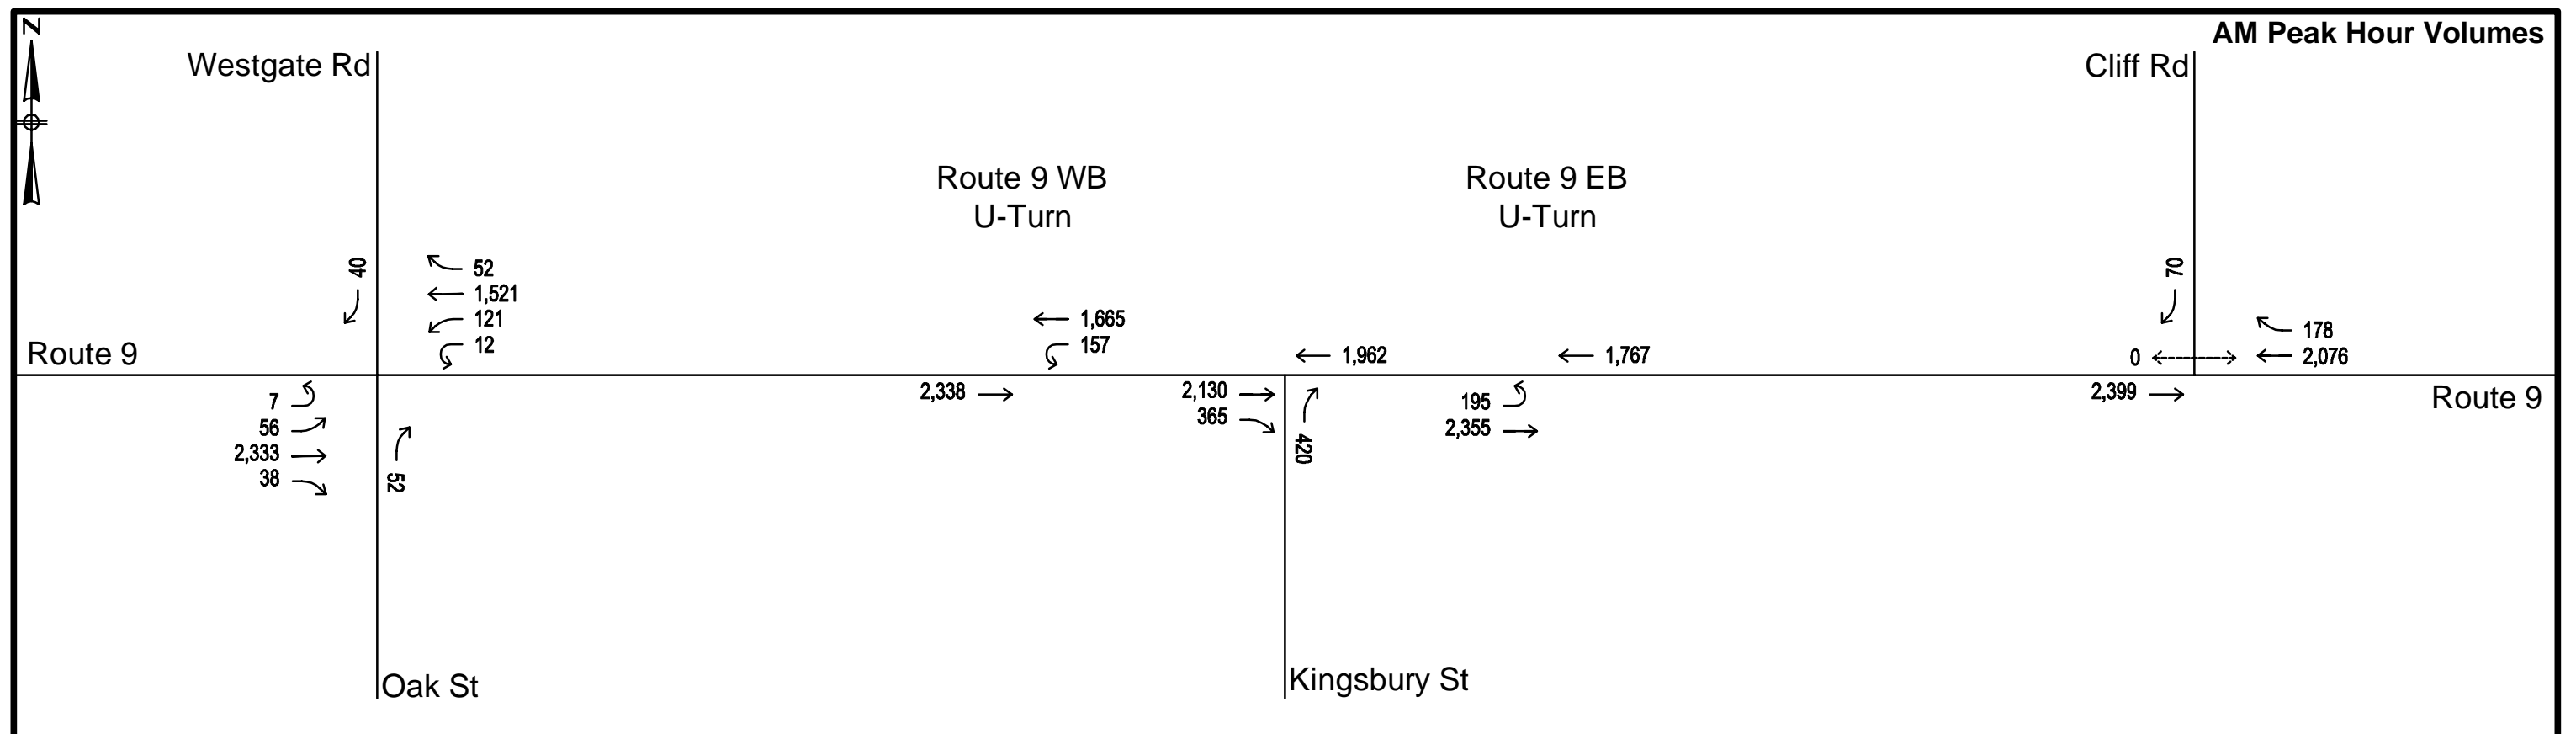 Z
AM Peak Hour Volumes
Westgate Rd
Cliff Rd
Route 9 WB
U-Turn
Route 9 EB
U-Turn
40
52
1,521
121
12
1,665
157
1,962
1,767
70
178
0
2,076
Route 9
7
56
2,333
38
52
2,338
2,130
365
420
195
2,355
2,399
Route 9
Oak St
Kingsbury St